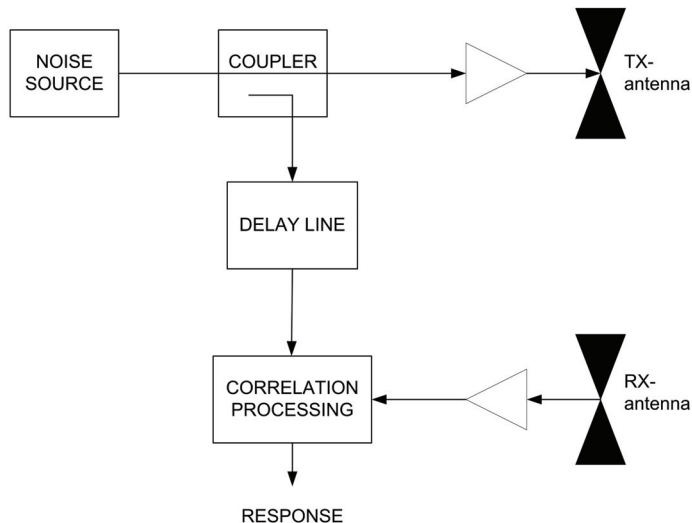 NOISE
SOURCE
COUPLER
TX-
antenna
DELAY LINE
CORRELATION
PROCESSING
RX-
antenna
RESPONSE